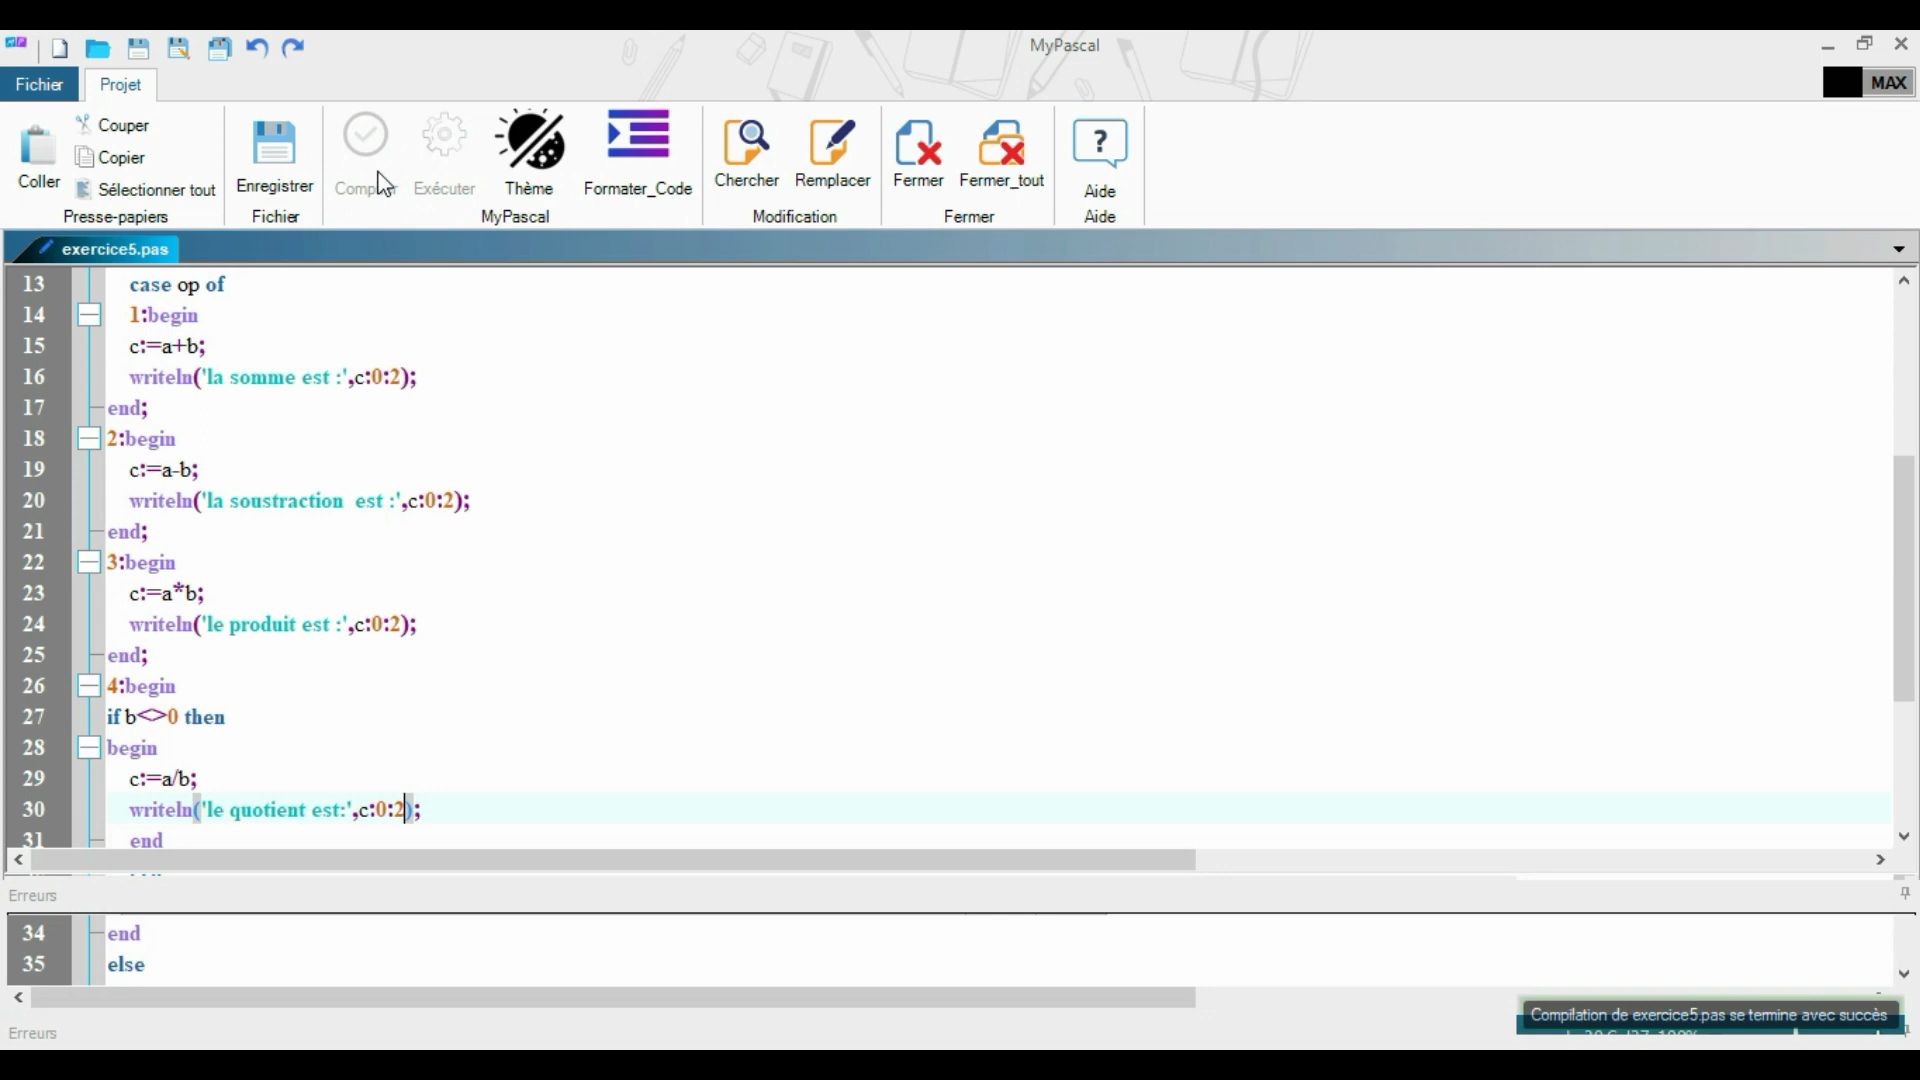 MyPascal
Fichier
Projet
MAX
Coller
Couper
Copier
Sélectionner tout
Presse-papiers
Enregistrer
Fichier
Exécuter
Thème
Formater_Code
MyPascal
Chercher
Remplacer
Modification
Fermer
Fermer_tout
Fermer
Aide
Aide
exercice5.pas
13 case op of
14 1:begin
15 c:=a+b;
16 writeln('la somme est :',c:0:2);
17 end;
18 2:begin
19 c:=a-b;
20 writeln('la soustraction  est :',c:0:2);
21 end;
22 3:begin
23 c:=a*b;
24 writeln('le produit est :',c:0:2);
25 end;
26 4:begin
27 if b<>0 then
28 begin
29 c:=a/b;
30 writeln('le quotient est:',c:0:2);
31 end
Erreurs
34 end
35 else
Erreurs
Compilation de exercice5.pas se termine avec succès